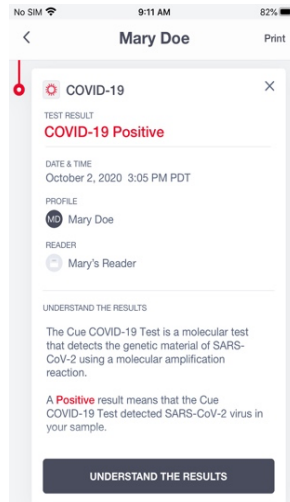 No SIM 9:11 AM 82%
Mary Doe Print
COVID-19
TEST RESULT
COVID-19 Positive
DATE & TIME
October 2, 2020 3:05 PM PDT
PROFILE
MD Mary Doe
READER
Mary's Reader
UNDERSTAND THE RESULTS
The Cue COVID-19 Test is a molecular test
that detects the genetic material of SARS-
CoV-2 using a molecular amplification
reaction.
A Positive result means that the Cue
COVID-19 Test detected SARS-CoV-2 virus in
your sample.
UNDERSTAND THE RESULTS